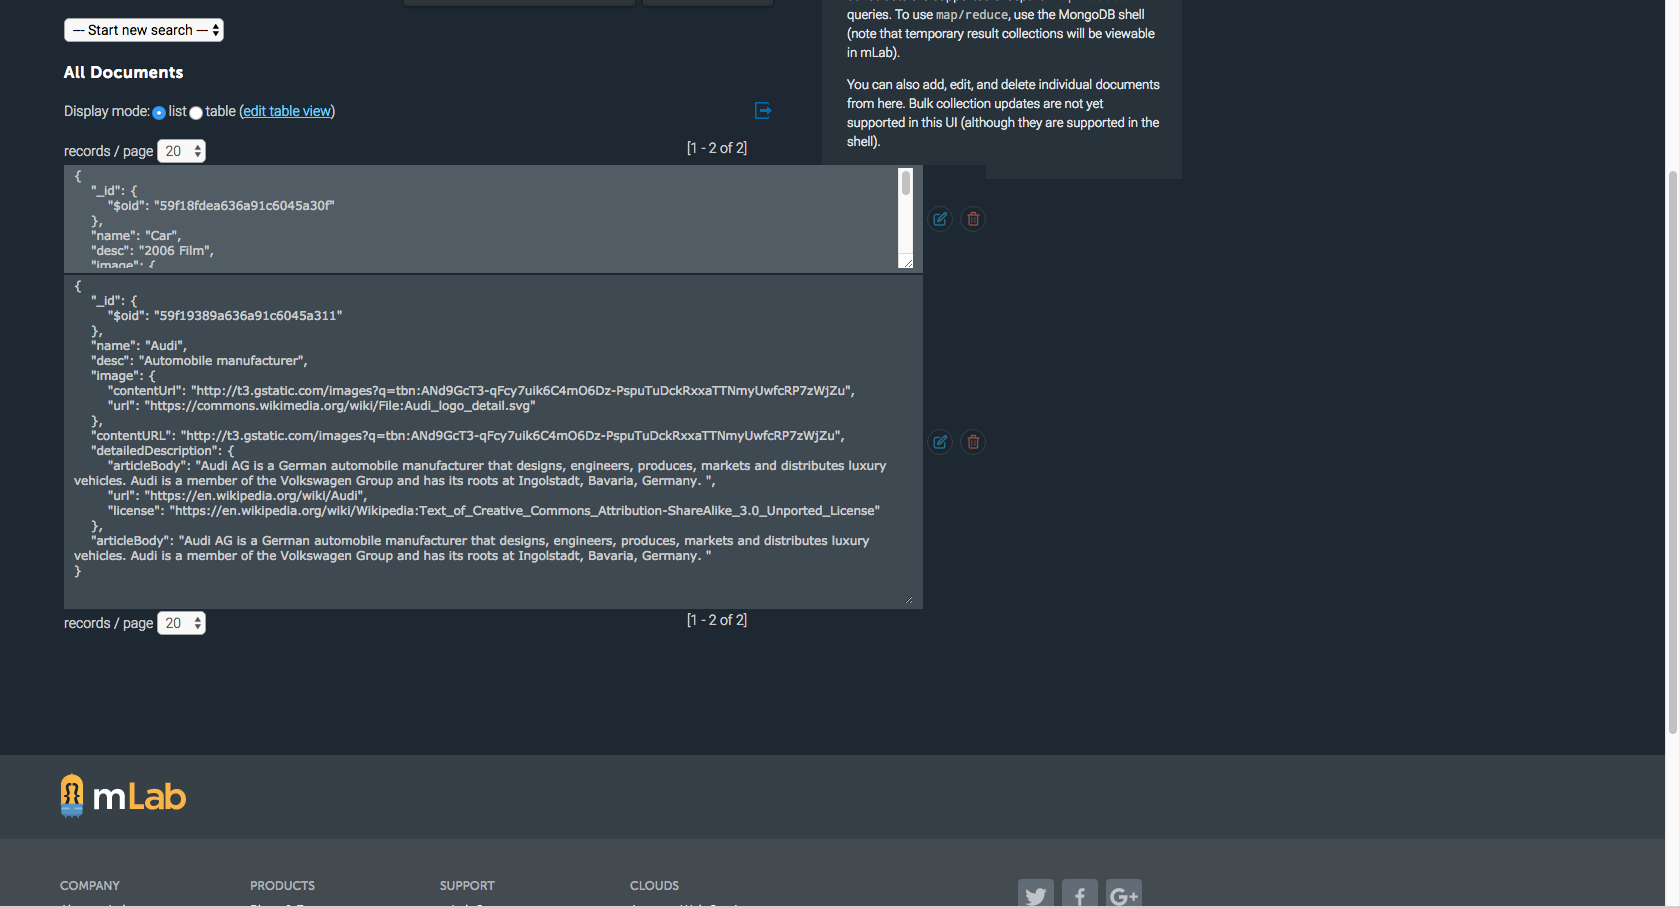 queries. To use map/reduce, use the MongoDB shell
(note that temporary result collections will be viewable
in mLab).
You can also add, edit, and delete individual documents
from here. Bulk collection updates are not yet
supported in this UI (although they are supported in the
shell).
--- Start new search ---
All Documents
Display mode: list table (edit table view)
records / page 20 [1 - 2 of 2]
{
"_id": {
"$oid": "59f18fdea636a91c6045a30f"
},
"name": "Car",
"desc": "2006 Film",
"image": {
{
"_id": {
"$oid": "59f19389a636a91c6045a311"
},
"name": "Audi",
"desc": "Automobile manufacturer",
"image": {
"contentUrl": "http://t3.gstatic.com/images?q=tbn:ANd9GcT3-qFcy7uik6C4mO6Dz-PspuTuDckRxxaTTNmyUwfcRP7zWjZu",
"url": "https://commons.wikimedia.org/wiki/File:Audi_logo_detail.svg"
},
"contentURL": "http://t3.gstatic.com/images?q=tbn:ANd9GcT3-qFcy7uik6C4mO6Dz-PspuTuDckRxxaTTNmyUwfcRP7zWjZu",
"detailedDescription": {
"articleBody": "Audi AG is a German automobile manufacturer that designs, engineers, produces, markets and distributes luxury
vehicles. Audi is a member of the Volkswagen Group and has its roots at Ingolstadt, Bavaria, Germany. ",
"url": "https://en.wikipedia.org/wiki/Audi",
"license": "https://en.wikipedia.org/wiki/Wikipedia:Text_of_Creative_Commons_Attribution-ShareAlike_3.0_Unported_License"
},
"articleBody": "Audi AG is a German automobile manufacturer that designs, engineers, produces, markets and distributes luxury
vehicles. Audi is a member of the Volkswagen Group and has its roots at Ingolstadt, Bavaria, Germany. "
}
records / page 20 [1 - 2 of 2]
mLab
COMPANY PRODUCTS SUPPORT CLOUDS